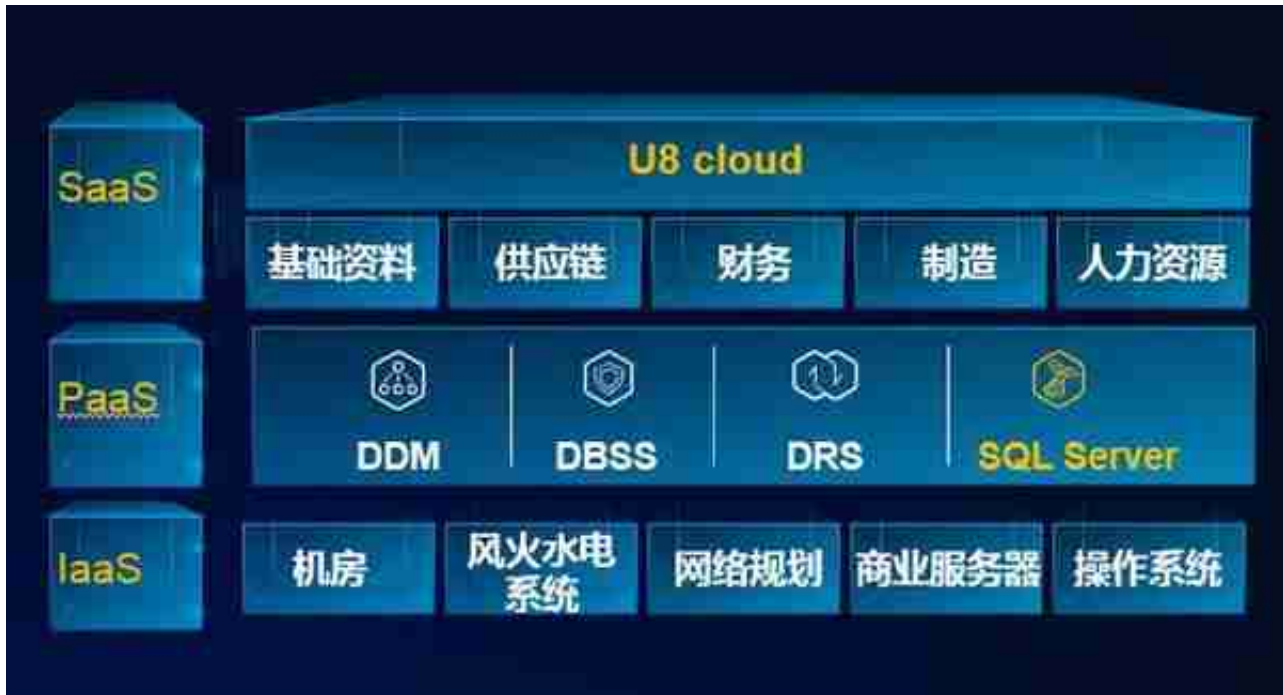 SaaS
U8 cloud
基础资料 供应链 财务 制造 人力资源
PaaS
DDM DBSS DRS SQL Server
IaaS
机房 风火水电 网络规划 商业服务器 操作系统
系统